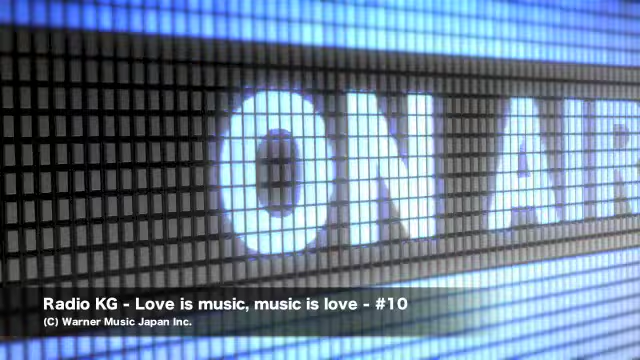 ON AIR
Radio KG - Love is music, music is love - #10
(C) Warner Music Japan Inc.